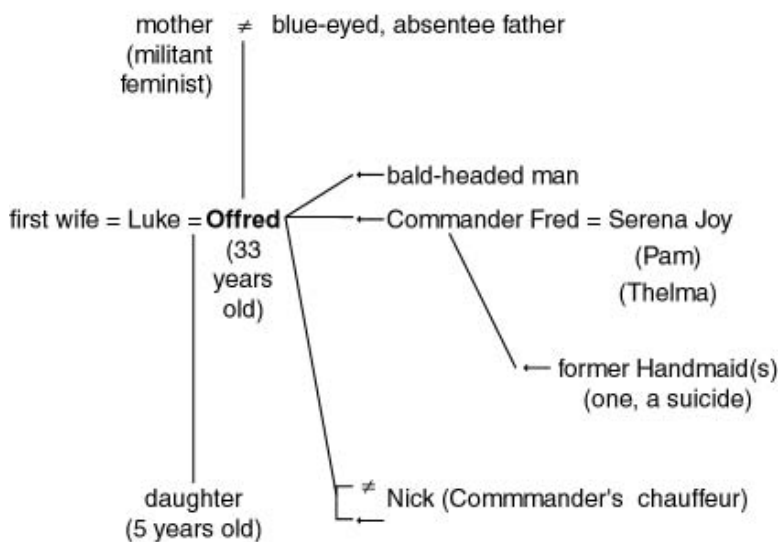 mother ≠ blue-eyed, absentee father
(militant
feminist)
bald-headed man
first wife = Luke = Offred
Commander Fred = Serena Joy
(33
years
old)
(Pam)
(Thelma)
former Handmaid(s)
(one, a suicide)
daughter
(5 years old)
≠
Nick (Commmander's chauffeur)